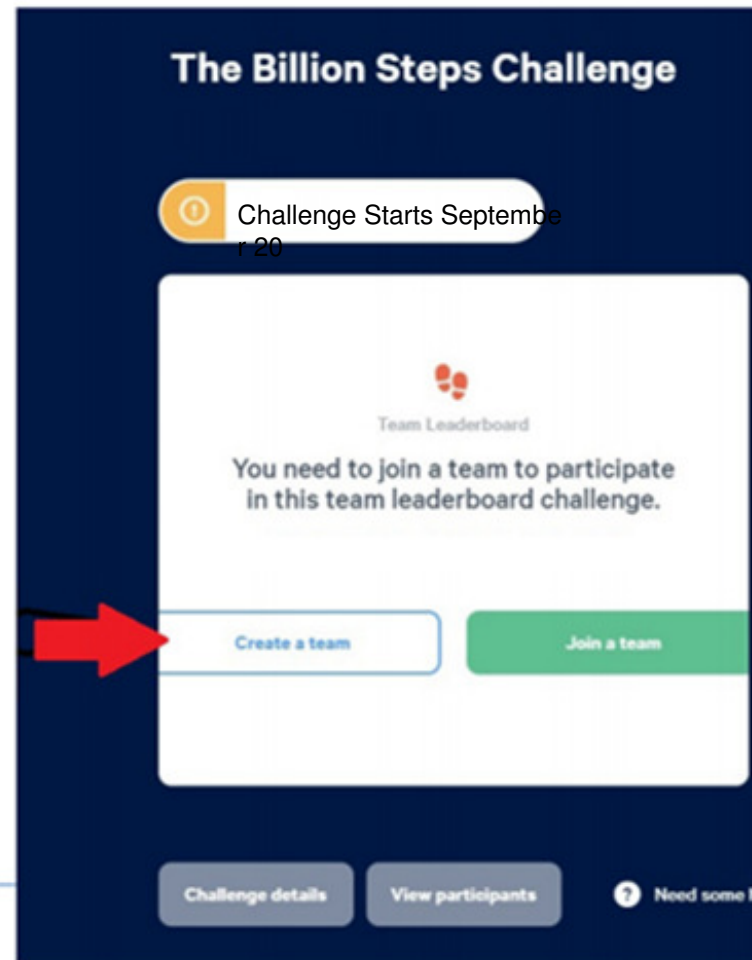 The Billion Steps Challenge
Challenge Starts Septembe
r 20
Team Leaderboard
You need to join a team to participate
in this team leaderboard challenge.
Create a team
Join a team
Challenge details
View participants
? Need some